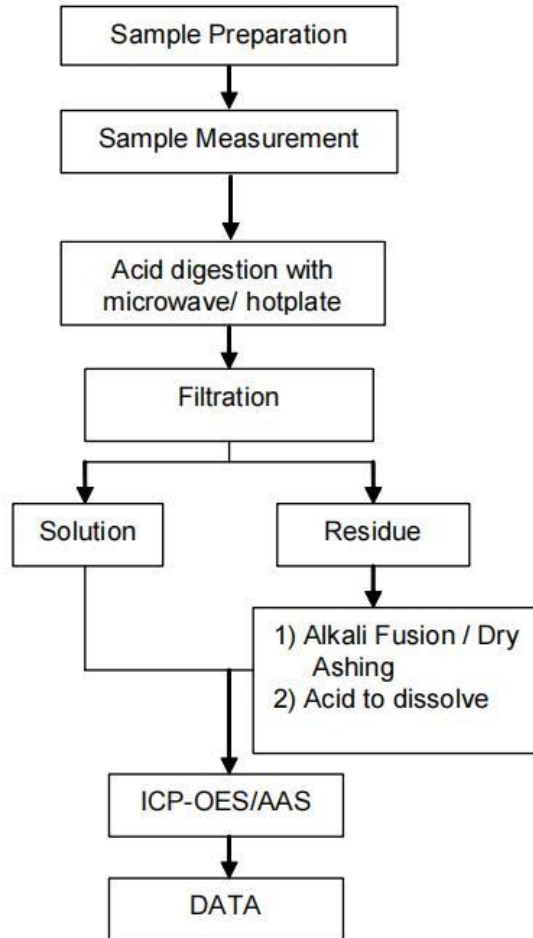 Sample Preparation
Sample Measurement
Acid digestion with
microwave/ hotplate
Filtration
Solution
Residue
1) Alkali Fusion / Dry
Ashing
2) Acid to dissolve
ICP-OES/AAS
DATA